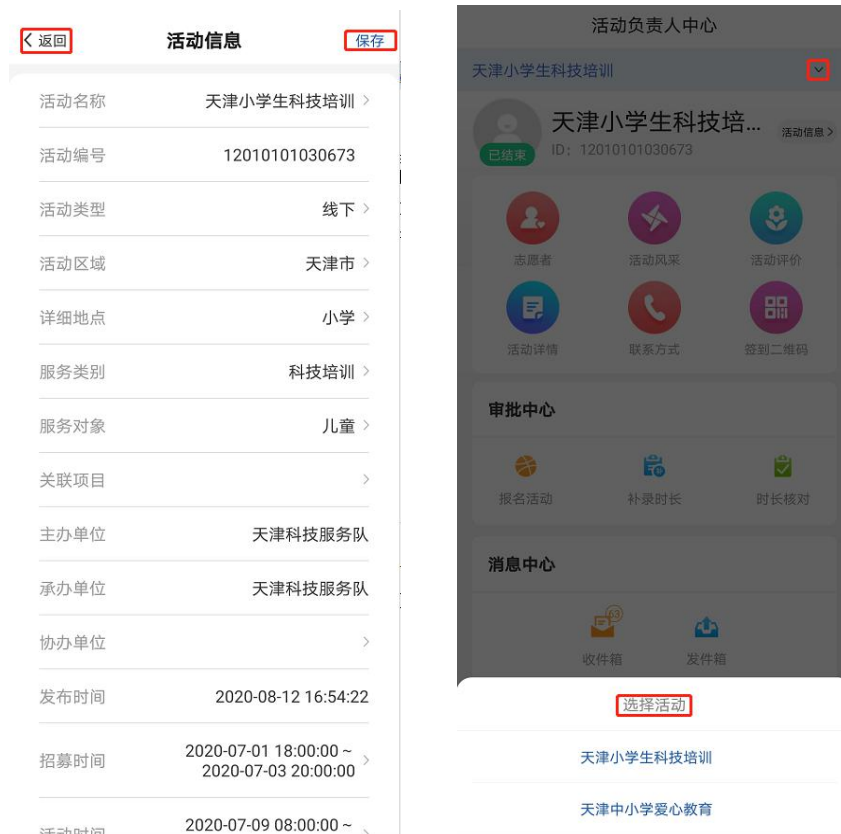 返回
活动信息
保存
活动名称 天津小学生科技培训
活动编号 12010101030673
活动类型 线下
活动区域 天津市
详细地点 小学
服务类别 科技培训
服务对象 儿童
关联项目
主办单位 天津科技服务队
承办单位 天津科技服务队
协办单位
发布时间 2020-08-12 16:54:22
招募时间 2020-07-01 18:00:00 ~
2020-07-03 20:00:00
活动时间 2020-07-09 08:00:00 ~
活动负责人中心
天津小学生科技培训
天津小学生科技培...
活动信息
已结束
ID: 12010101030673
志愿者 活动风采 活动评价
活动详情 联系方式 签到二维码
审批中心
报名活动 补录时长 时长核对
消息中心
63
收件箱 发件箱
选择活动
天津小学生科技培训
天津中小学爱心教育